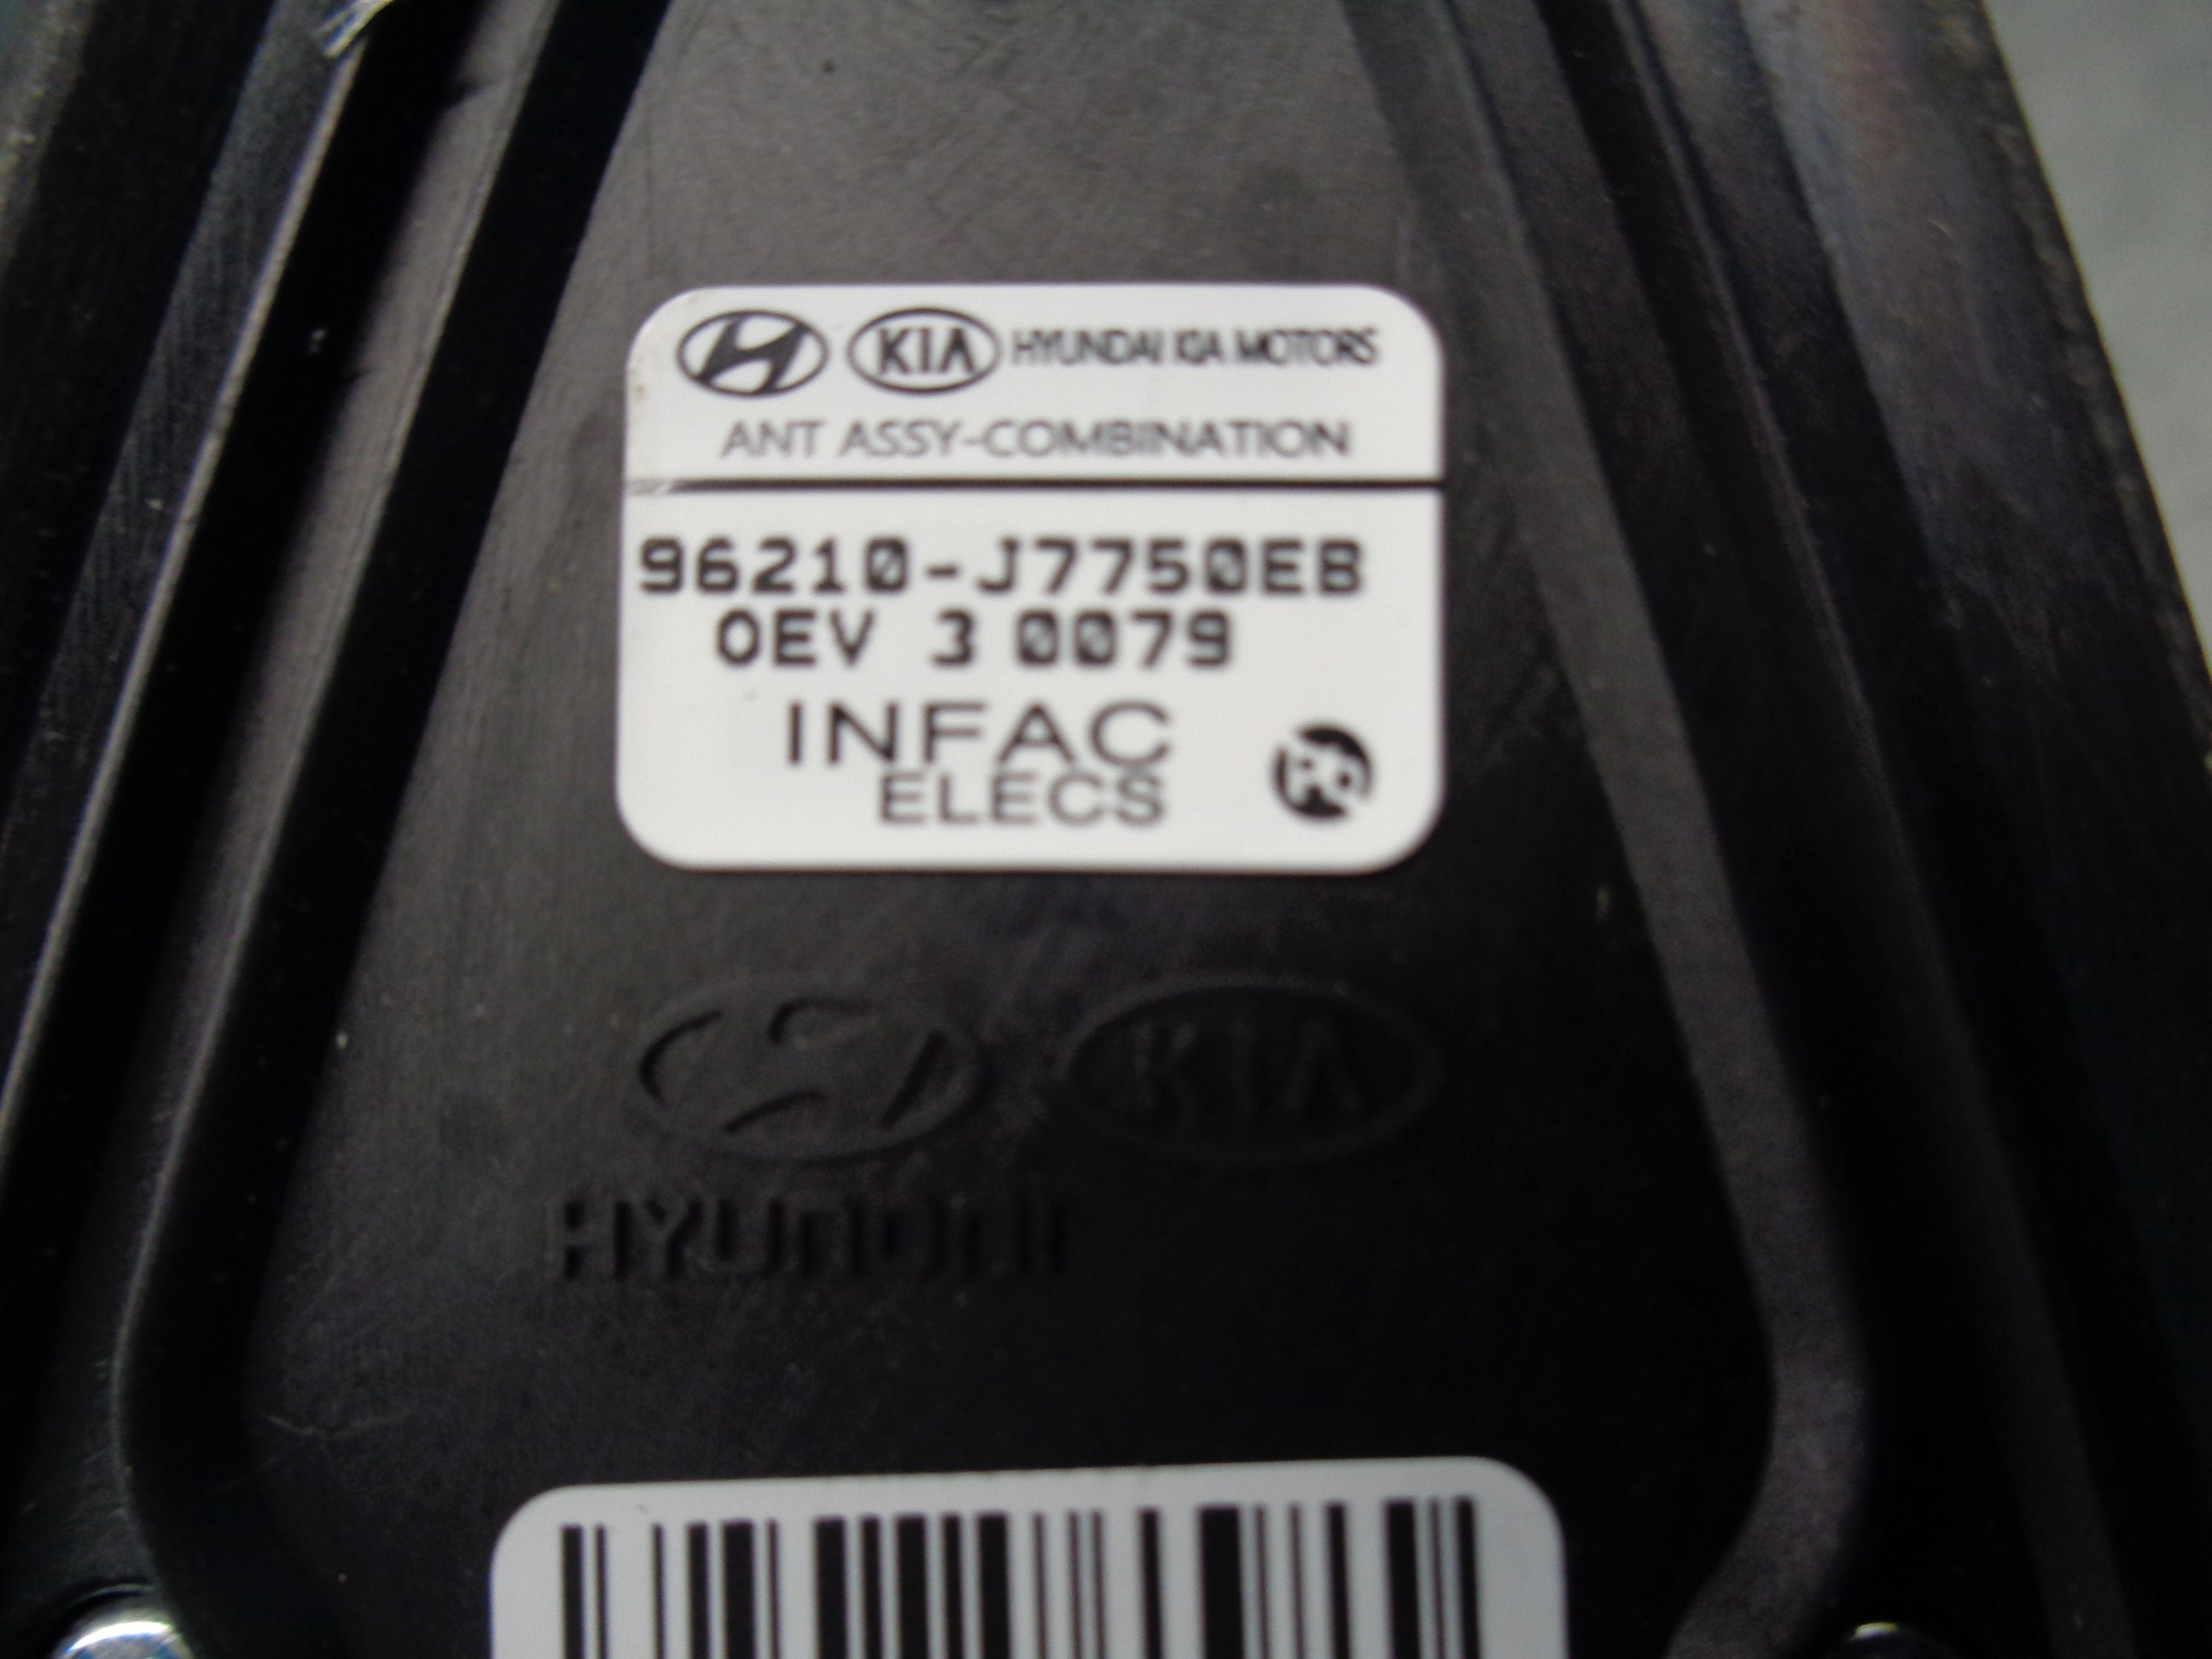 KIA HYUNDAI KIA MOTORS
ANT ASSY-COMBINATION
96210-J7750EB
0EV 3 0079
INFAC
ELECS
KIA
HYUNDAI